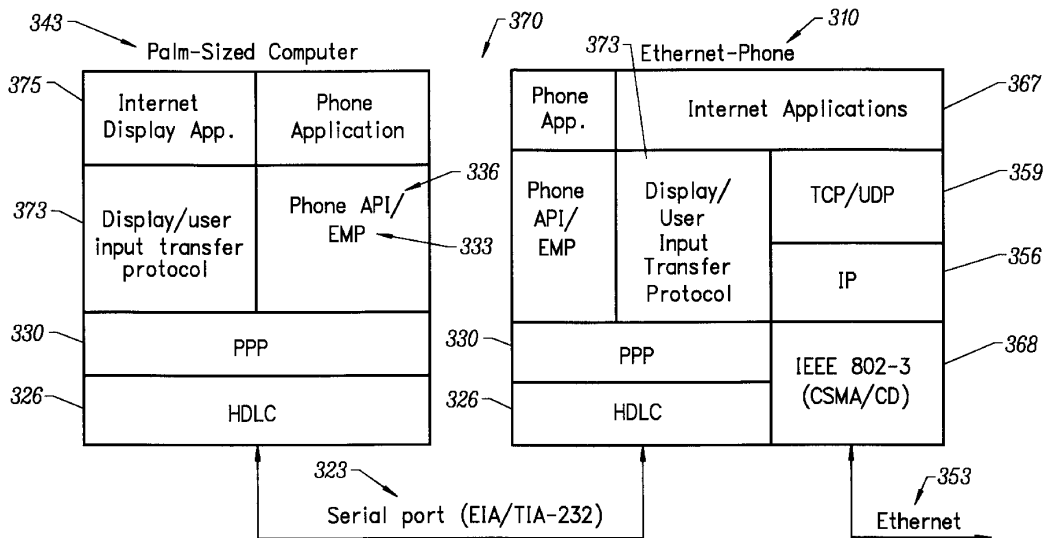 343
370
310
Palm-Sized Computer
373
Ethernet-Phone
375
Internet
Display App.
Phone
Application
Phone
App.
Internet Applications
367
373
Display/user
input transfer
protocol
Phone API/
EMP
336
333
Phone
API/
EMP
Display/
User
Input
Transfer
Protocol
TCP/UDP
359
IP
356
330
PPP
330
PPP
IEEE 802-3
(CSMA/CD)
368
326
HDLC
326
HDLC
323
Serial port (EIA/TIA-232)
353
Ethernet